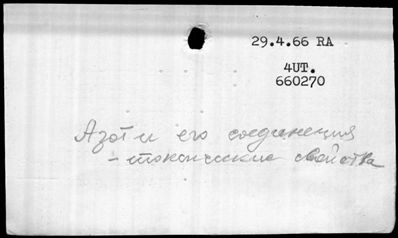 29.4.66 RA
4UT.
660270
Азот и его соединения
- токсические свойства